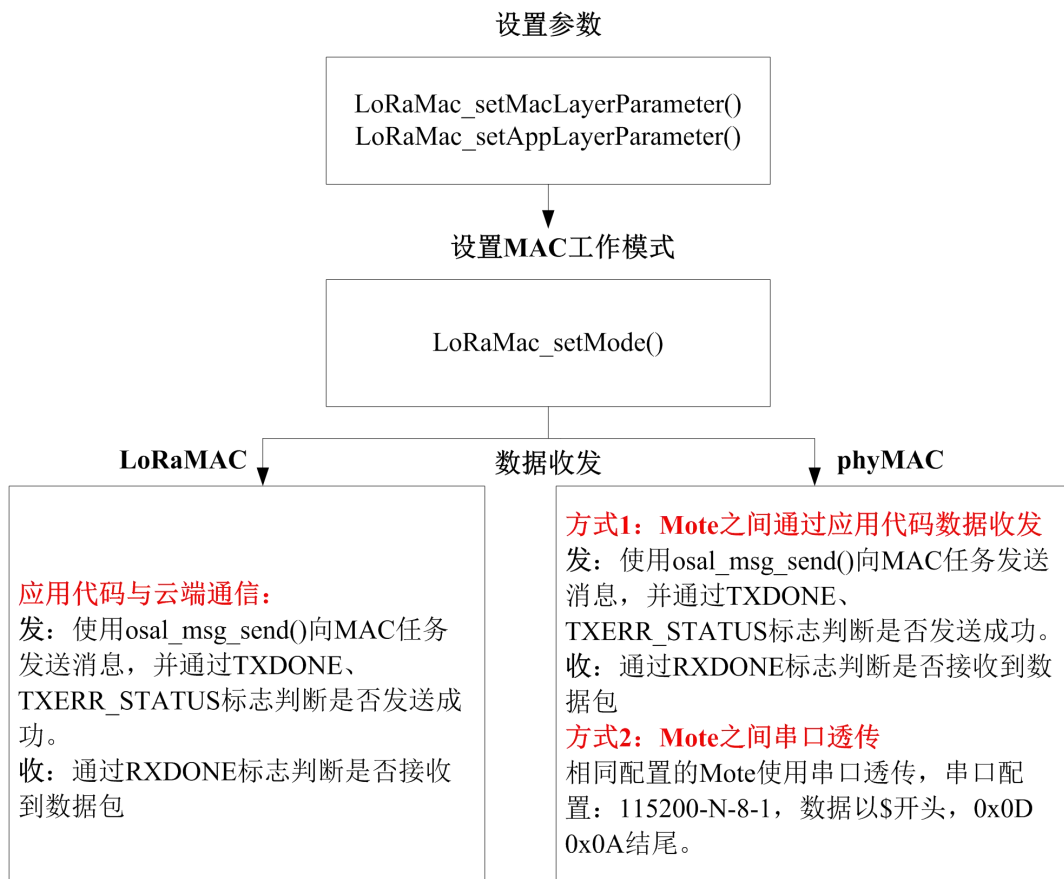 设置参数
LoRaMac_setMacLayerParameter()
LoRaMac_setAppLayerParameter()
设置MAC工作模式
LoRaMac_setMode()
LoRaMAC
数据收发
phyMAC
应用代码与云端通信：
发：使用osal_msg_send()向MAC任务
发送消息，并通过TXDONE、
TXERR_STATUS标志判断是否发送成
功。
收：通过RXDONE标志判断是否接收
到数据包
方式1：Mote之间通过应用代码数据收发
发：使用osal_msg_send()向MAC任务发送
消息，并通过TXDONE、
TXERR_STATUS标志判断是否发送成功。
收：通过RXDONE标志判断是否接收到数
据包
方式2：Mote之间串口透传
相同配置的Mote使用串口透传，串口配
置：115200-N-8-1，数据以$开头，0x0D
0x0A结尾。